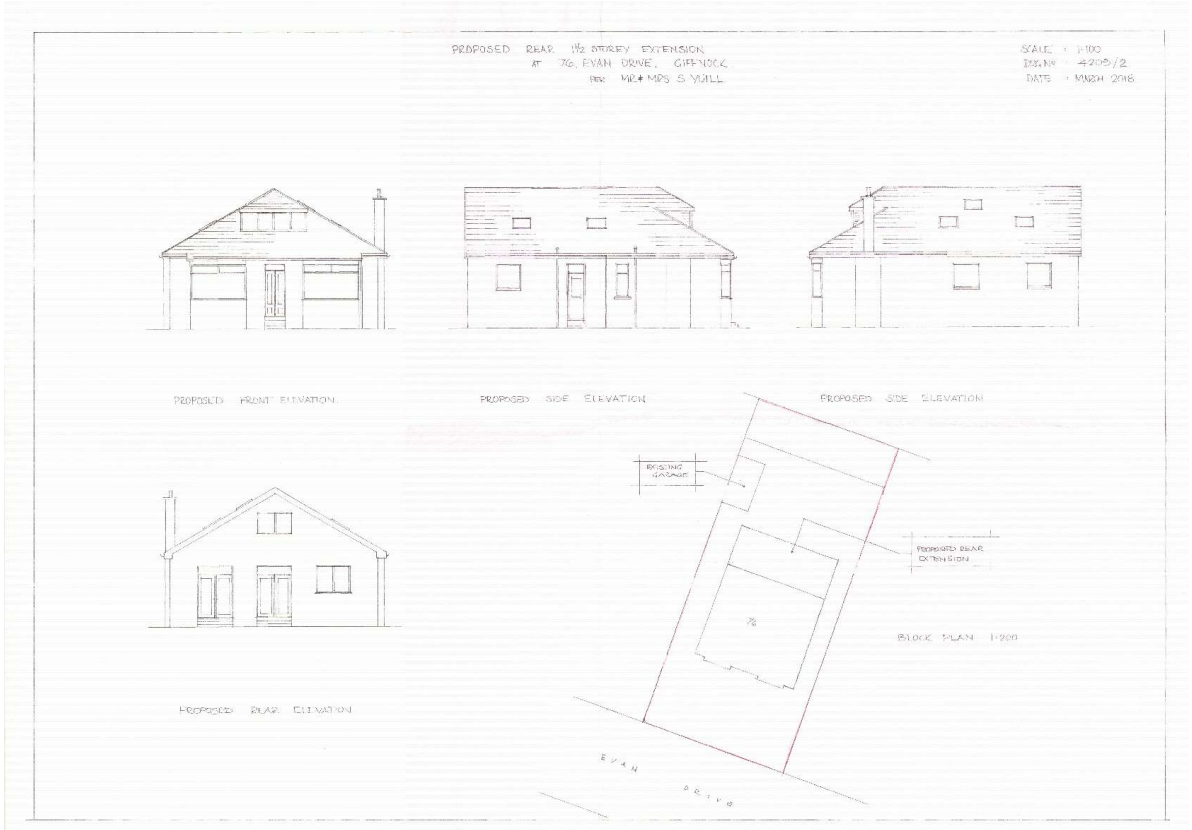 PROPOSED REAR 1½ STOREY EXTENSION
AT 76, EVAN DRIVE, GIFFNOCK
FOR MR & MRS S YUILL
SCALE : 1-100
DRG Nº : 4205/2
DATE : MARCH 2018
PROPOSED FRONT ELEVATION
PROPOSED SIDE ELEVATION
PROPOSED SIDE ELEVATION
EXISTING
GARAGE
PROPOSED REAR
EXTENSION
76
BLOCK PLAN 1-200
PROPOSED REAR ELEVATION
EVAN DRIVE